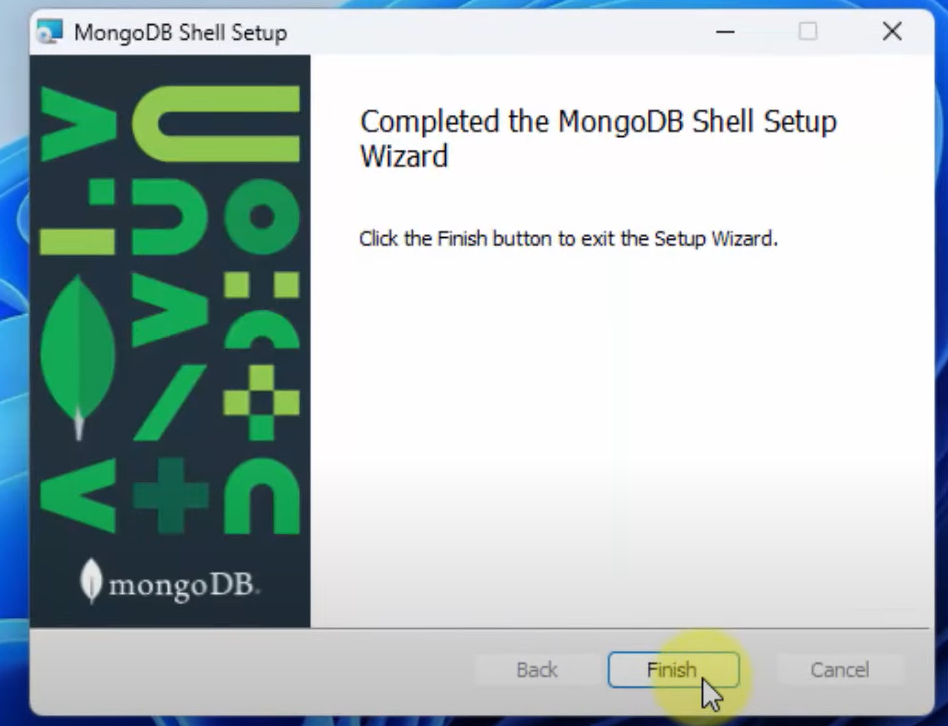 MongoDB Shell Setup
Completed the MongoDB Shell Setup
Wizard
Click the Finish button to exit the Setup Wizard.
mongoDB.
Back
Finish
Cancel